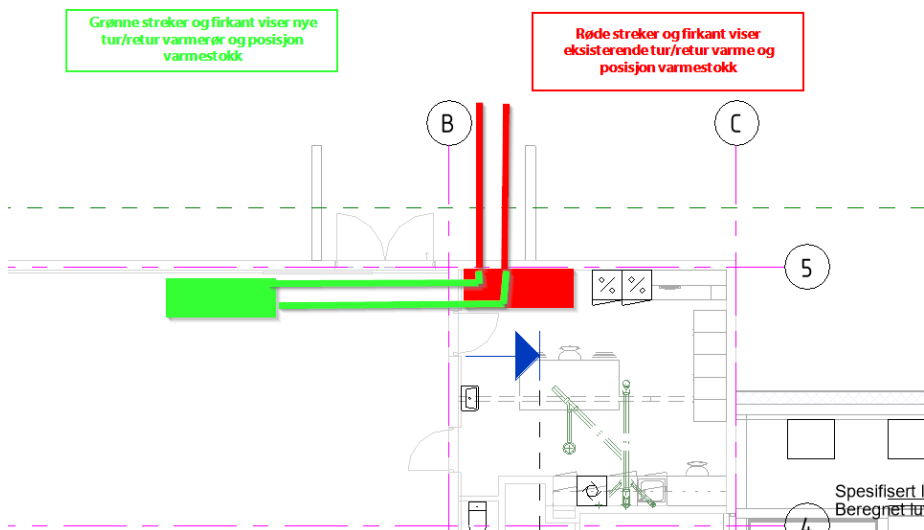 Grønne streker og firkant viser nye
tur/retur varmerør og posisjon
varmestokk
Røde streker og firkant viser
eksisterende tur/retur varme og
posisjon varmestokk
B
C
5
Spesifisert
Beregnet
4